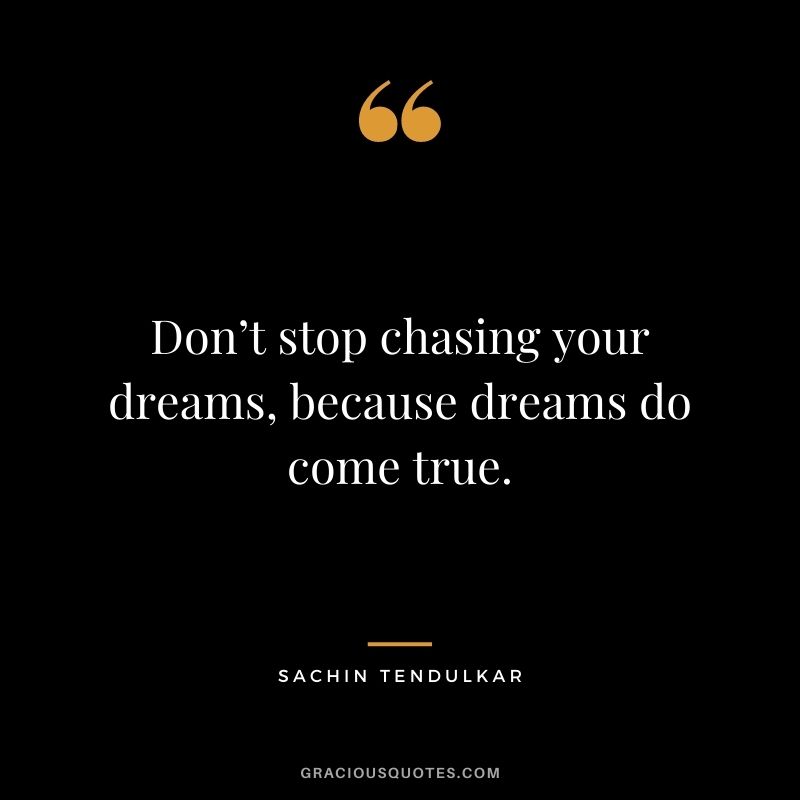 “
Don’t stop chasing your
dreams, because dreams do
come true.
SACHIN TENDULKAR
GRACIOUSQUOTES.COM